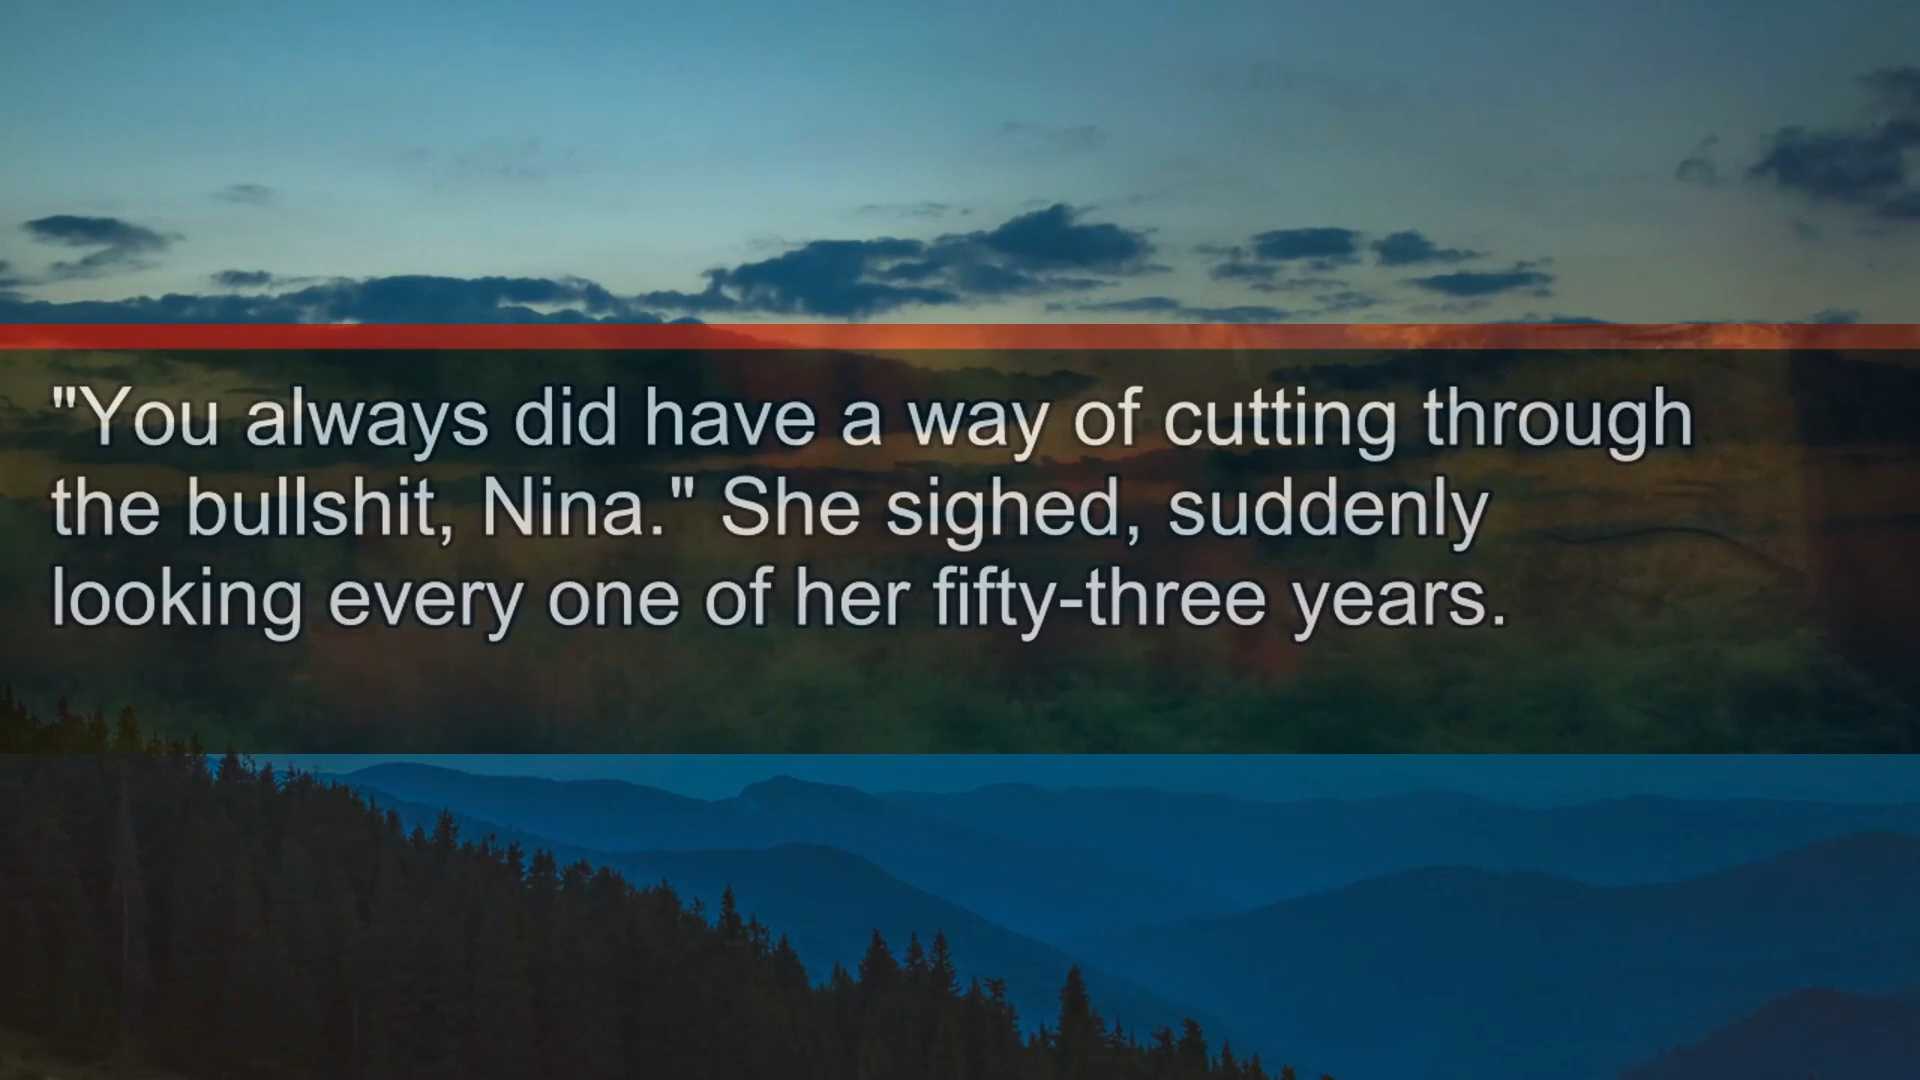 "You always did have a way of cutting through
the bullshit, Nina." She sighed, suddenly
looking every one of her fifty-three years.